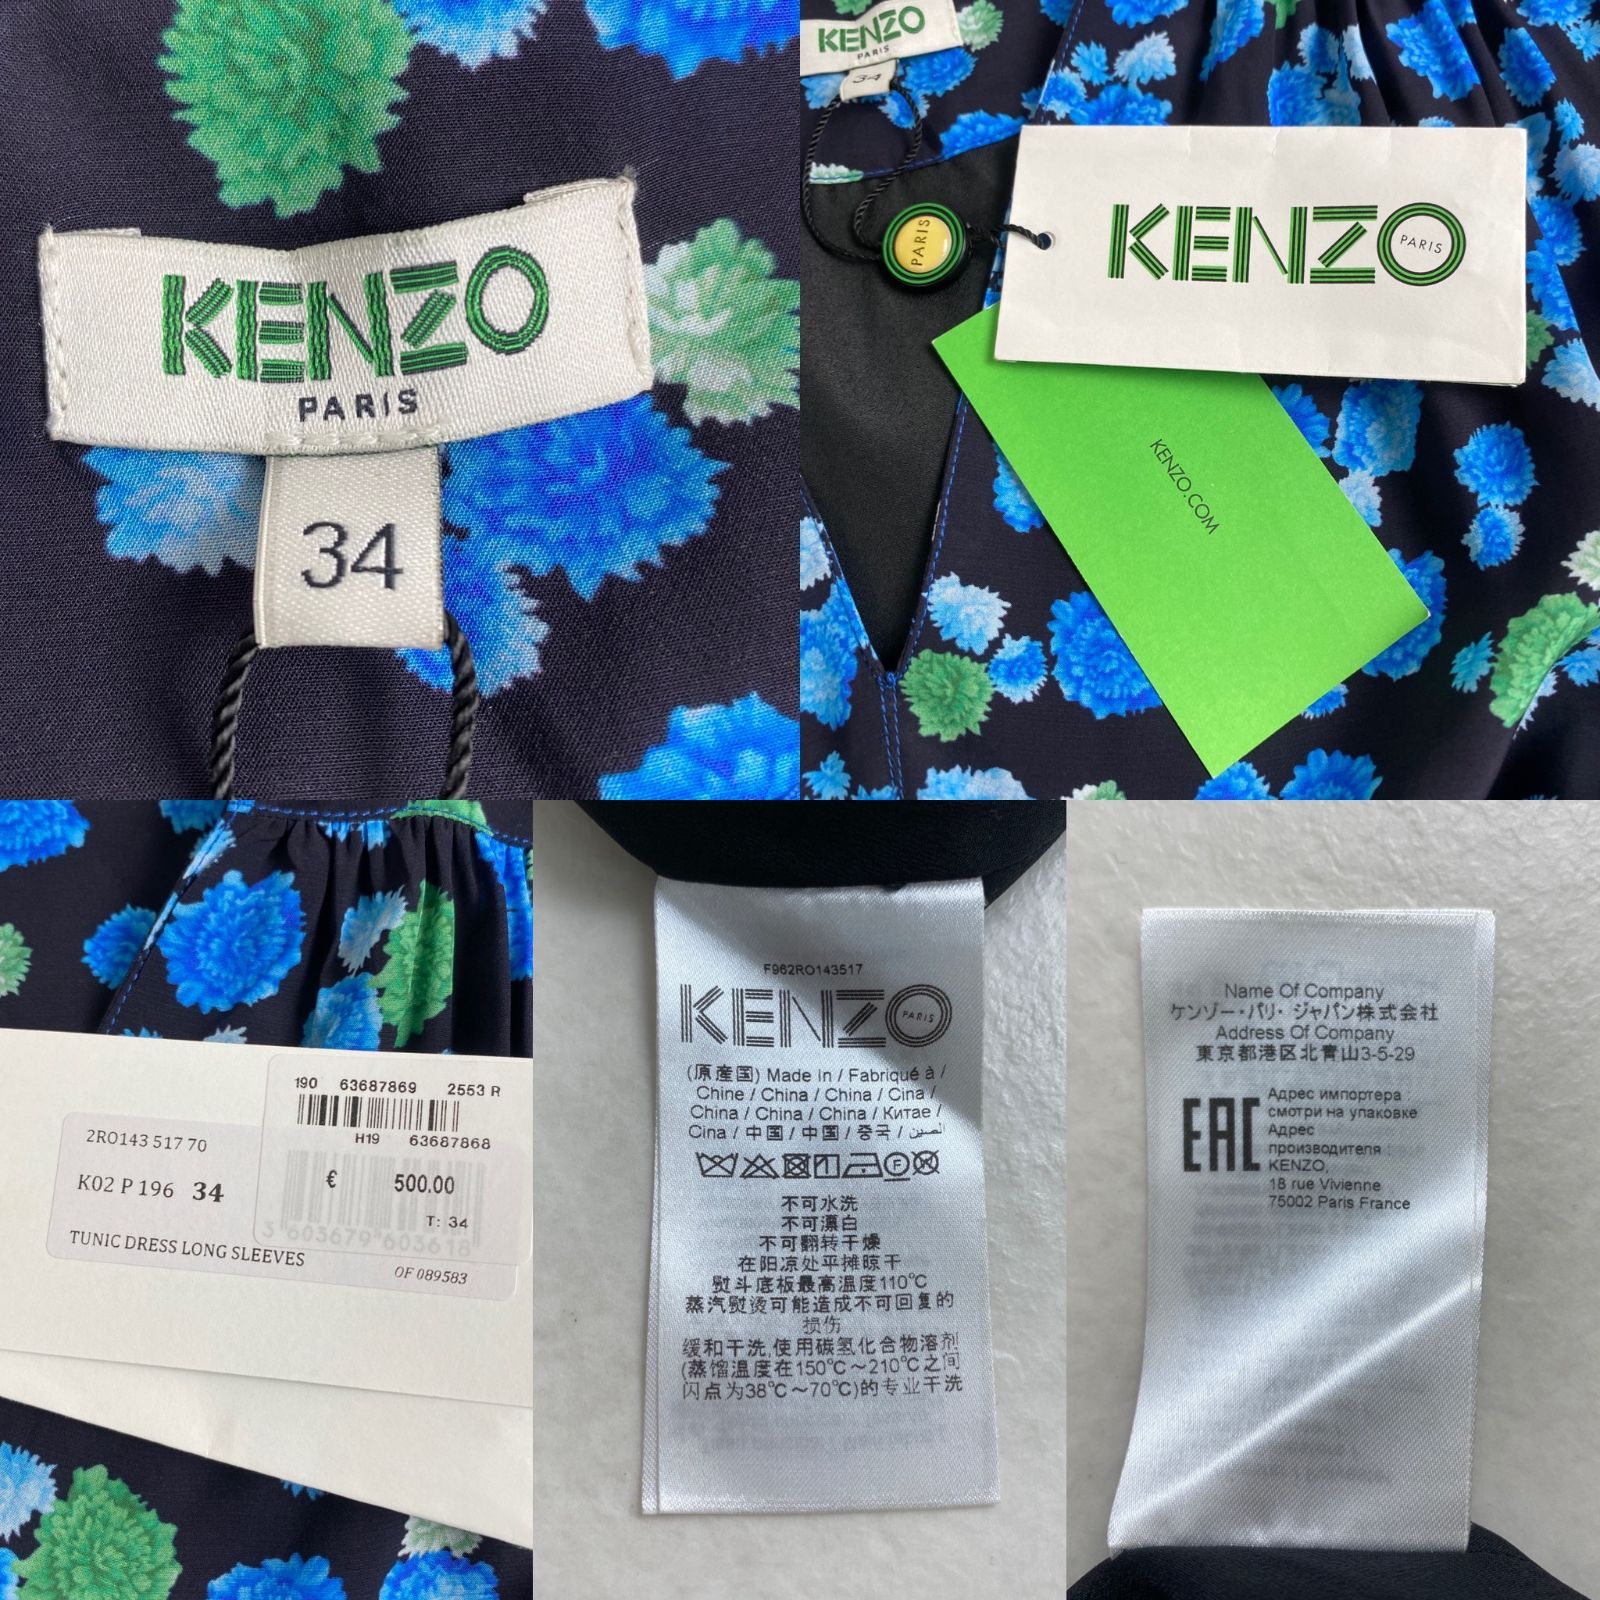 KENZO
PARIS
34
KENZO
PARIS
34
PARIS
KENZO
PARIS
KENZO.COM
190 63687869 2553 R
H19 63687868
2RO143 517 70
K02 P 196 34
€ 500.00
T: 34
3 603679 603618
TUNIC DRESS LONG SLEEVES
OF 089583
F962RO143517
KENZO
PARIS
(原産国) Made in / Fabriqué à /
Chine / China / China / Cina /
China / China / China / Китае /
Cina / 中国 / 中国 / 중국 / الصين
不可水洗
不可漂白
不可翻转干燥
在阳凉处平摊晾干
熨斗底板最高温度110℃
蒸汽熨烫可能造成不可回复的
损伤
缓和干洗,使用碳氢化合物溶剂
(蒸馏温度在150℃～210℃之间
闪点为38℃～70℃)的专业干洗
Name Of Company
ケンゾー・パリ・ジャパン株式会社
Address Of Company
東京都港区北青山3-5-29
EAC
Адрес импортера
смотри на упаковке
Адрес
производителя :
KENZO,
18 rue Vivienne
75002 Paris France